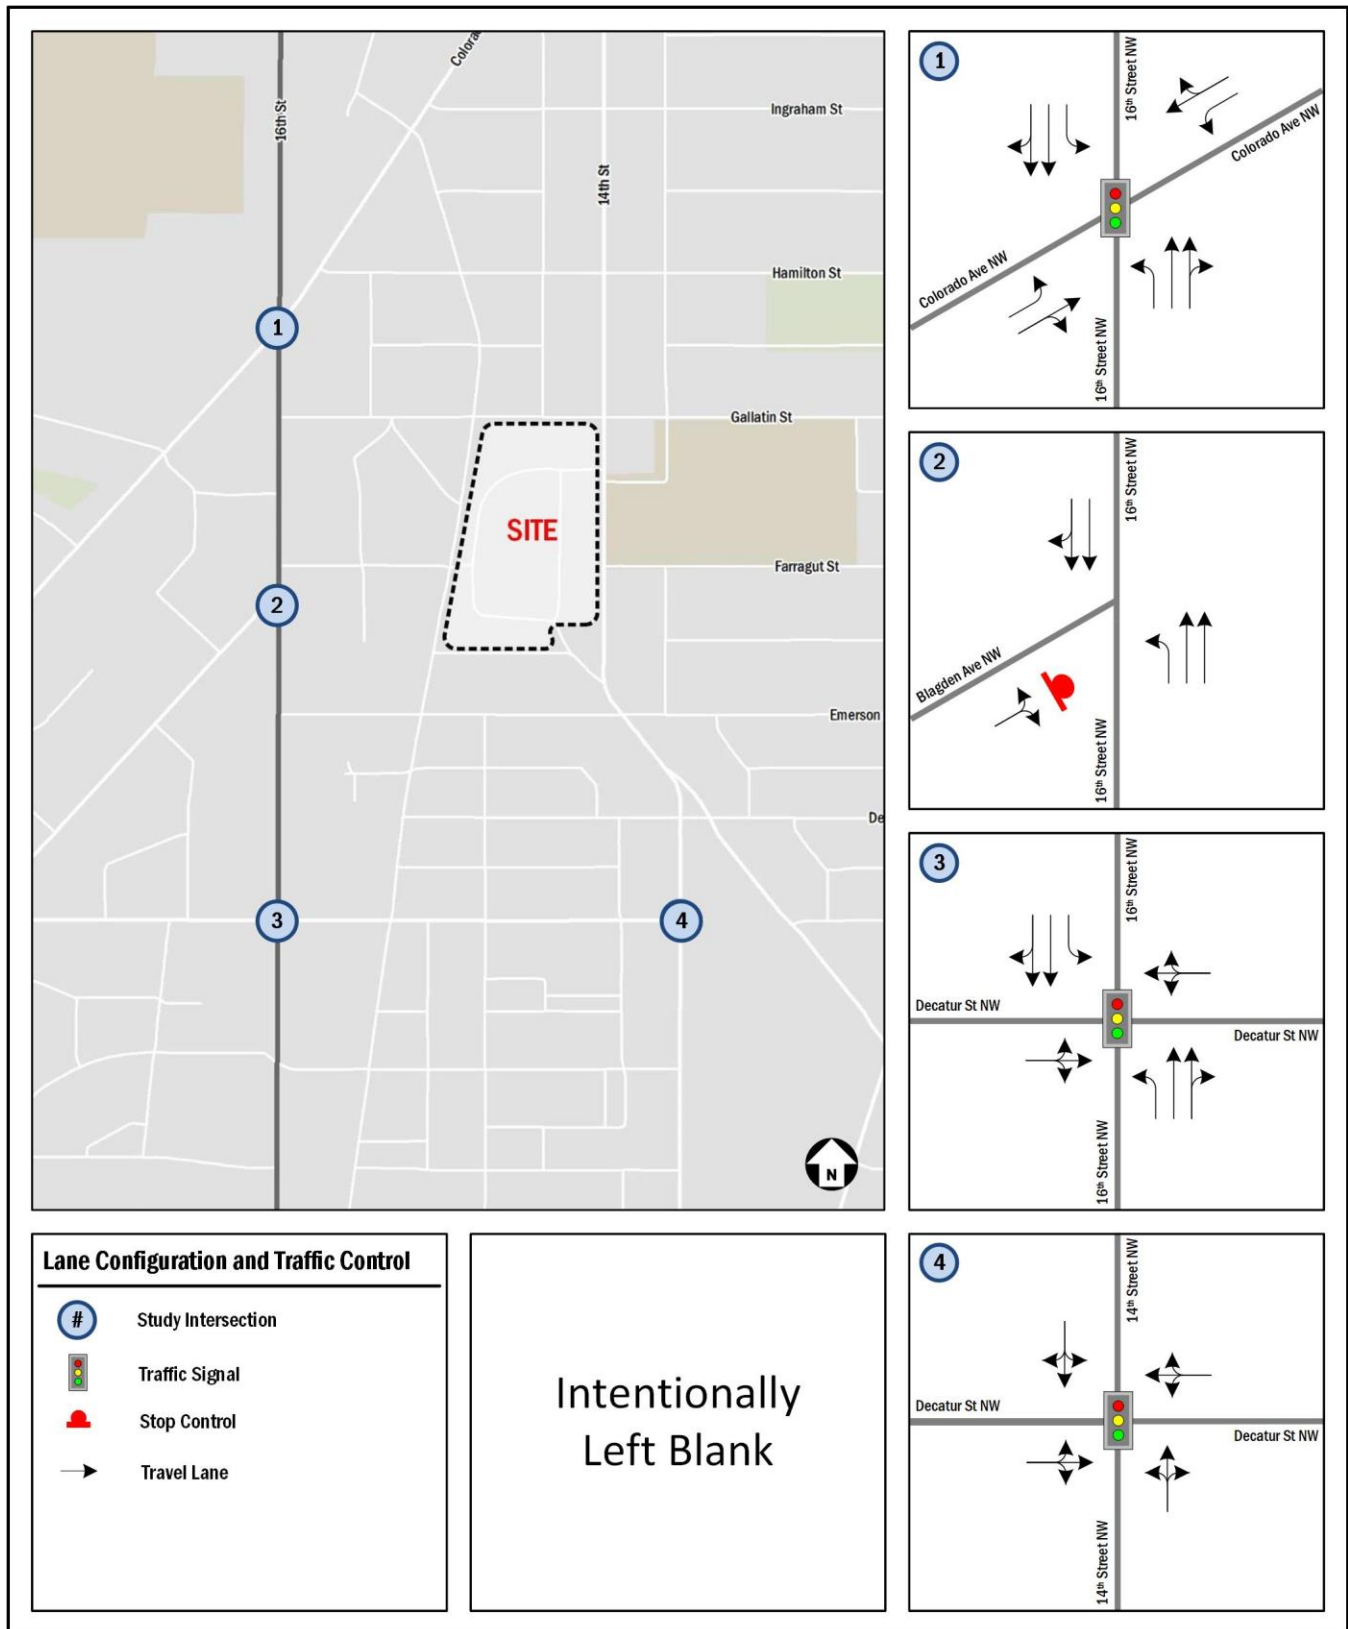 Colora
16th St
Ingraham St
14th St
Hamilton St
1
Gallatin St
SITE
Farragut St
2
Emerson
De
3
4
N
1
16th Street NW
Colorado Ave NW
Colorado Ave NW
16th Street NW
2
16th Street NW
Blagden Ave NW
16th Street NW
3
16th Street NW
Decatur St NW
Decatur St NW
16th Street NW
Lane Configuration and Traffic Control
# Study Intersection
Traffic Signal
Stop Control
Travel Lane
Intentionally
Left Blank
4
14th Street NW
Decatur St NW
Decatur St NW
14th Street NW